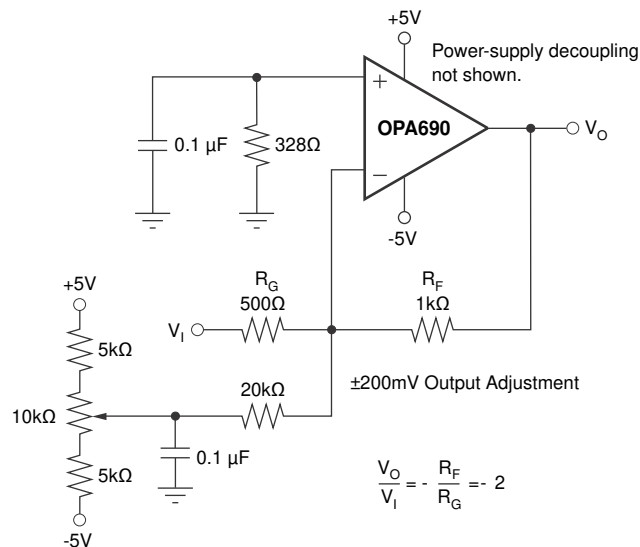 +5V
Power-supply decoupling
not shown.
+
OPA690
0.1 µF
328Ω
V_O
−
-5V
R_G
500Ω
R_F
1kΩ
+5V
V_I
5kΩ
20kΩ
±200mV Output Adjustment
10kΩ
0.1 µF
5kΩ
-5V
V_O/V_I = - R_F/R_G = - 2